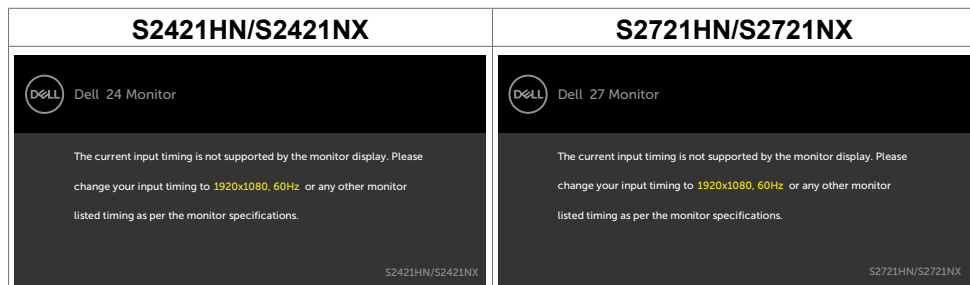 S2421HN/S2421NX
S2721HN/S2721NX
DELL
Dell 24 Monitor
The current input timing is not supported by the monitor display. Please
change your input timing to 1920x1080, 60Hz or any other monitor
listed timing as per the monitor specifications.
S2421HN/S2421NX
DELL
Dell 27 Monitor
The current input timing is not supported by the monitor display. Please
change your input timing to 1920x1080, 60Hz or any other monitor
listed timing as per the monitor specifications.
S2721HN/S2721NX